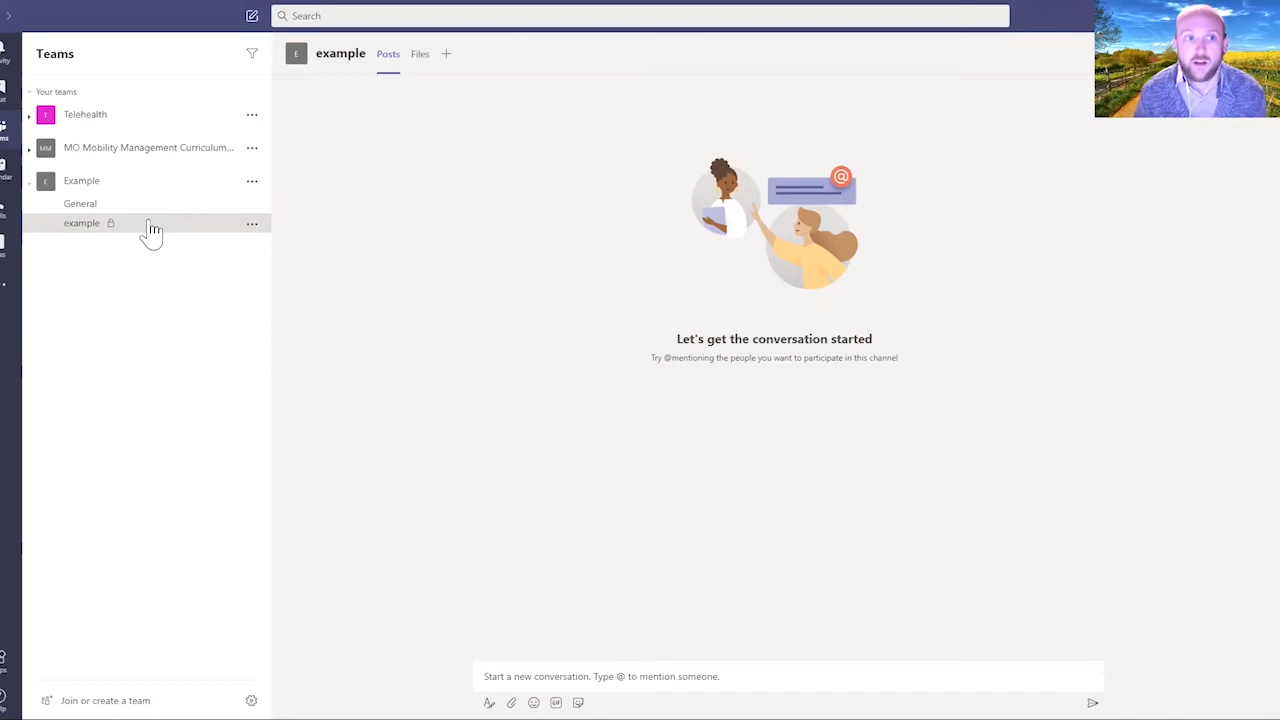 Search
Teams
E
example
Posts
Files
Your teams
T
Telehealth
MM
MO Mobility Management Curriculum...
E
Example
General
example
Let's get the conversation started
Try @mentioning the people you want to participate in this channel
Start a new conversation. Type @ to mention someone.
GIF
Join or create a team